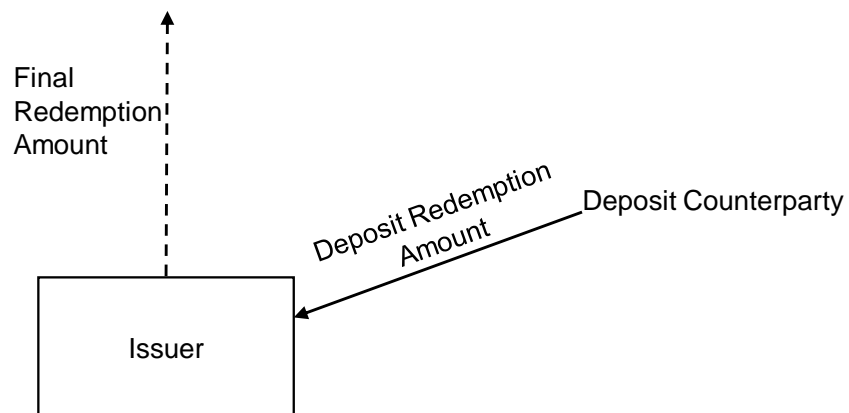 Final
Redemption
Amount
Deposit Redemption
Amount
Deposit Counterparty
Issuer